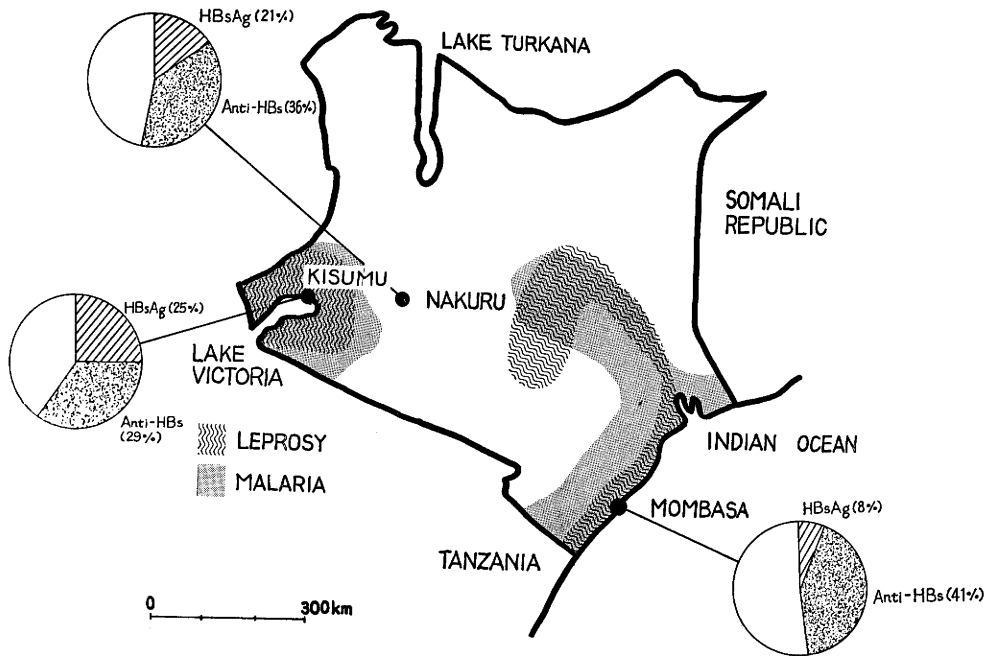 HBsAg (21%)
LAKE TURKANA
Anti-HBs (36%)
SOMALI
REPUBLIC
KISUMU
NAKURU
HBsAg (25%)
LAKE
VICTORIA
Anti-HBs
(29%)
LEPROSY
MALARIA
INDIAN OCEAN
MOMBASA
HBsAg (8%)
TANZANIA
Anti-HBs (41%)
0 300km